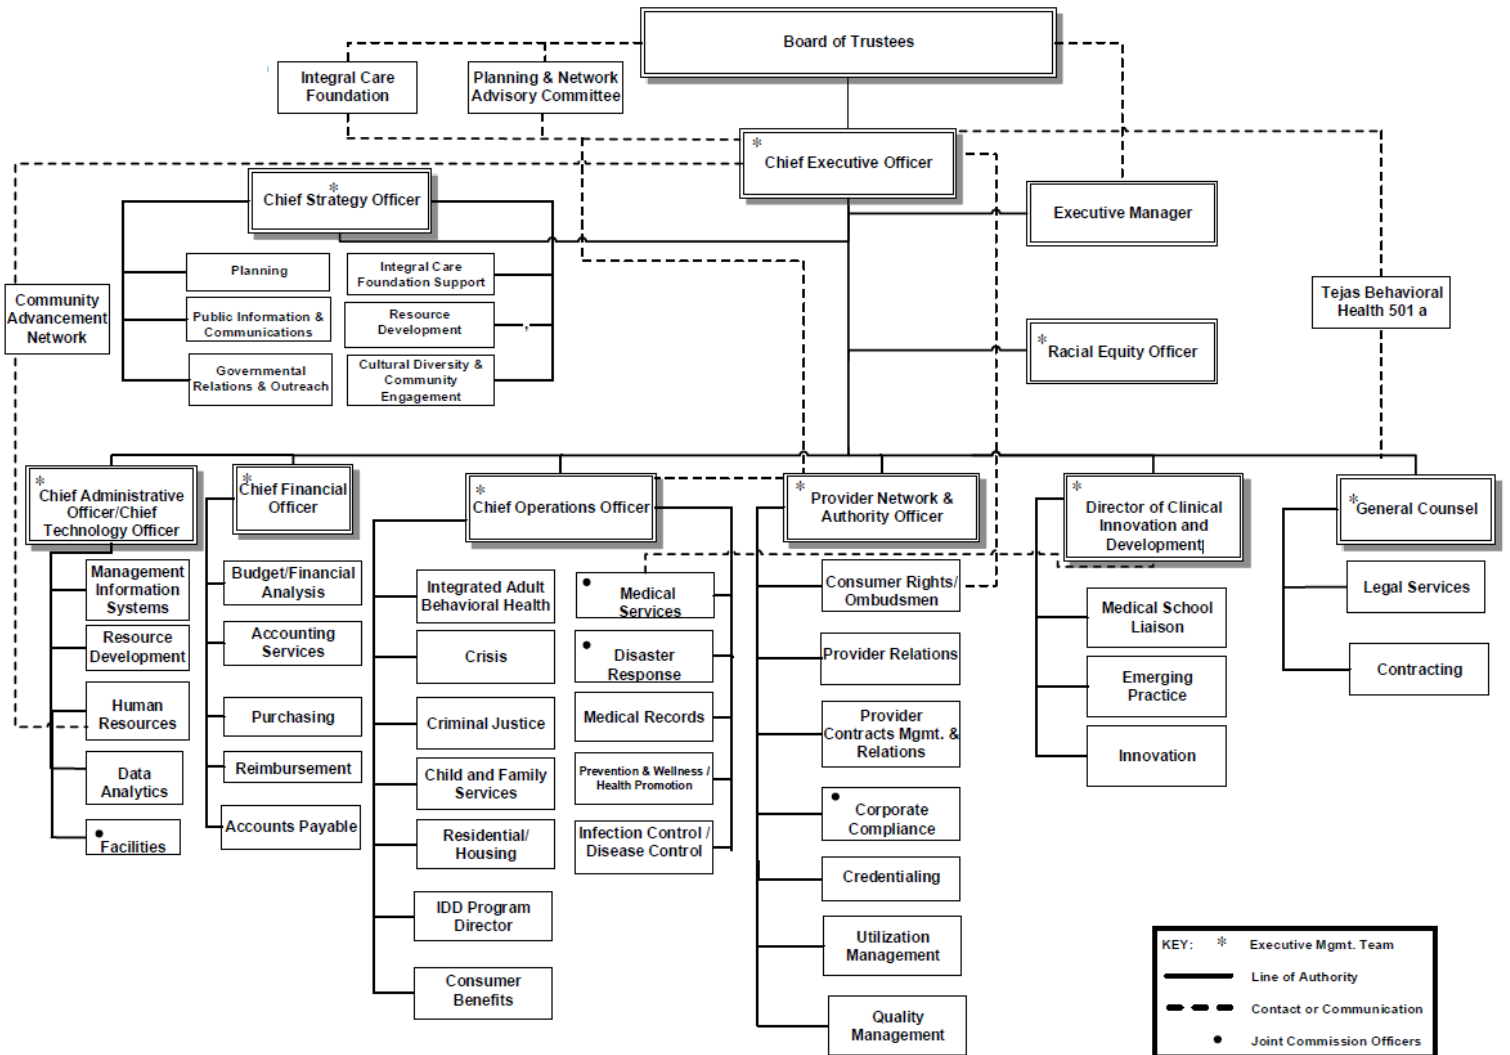 Board of Trustees
Integral Care
Foundation
Planning & Network
Advisory Committee
* Chief Executive Officer
*
Chief Strategy Officer
Executive Manager
Planning
Integral Care
Foundation Support
Community
Advancement
Network
Public Information &
Communications
Resource
Development
,
Tejas Behavioral
Health 501 a
* Racial Equity Officer
Governmental
Relations & Outreach
Cultural Diversity &
Community
Engagement
*
Chief Administrative
Officer/Chief
Technology Officer
*
Chief Financial
Officer
*
Chief Operations Officer
*
Provider Network &
Authority Officer
*
Director of Clinical
Innovation and
Development
* General Counsel
Management
Information
Systems
Resource
Development
Human
Resources
Data
Analytics
• Facilities
Budget/Financial
Analysis
Accounting
Services
Purchasing
Reimbursement
Accounts Payable
Integrated Adult
Behavioral Health
Crisis
Criminal Justice
Child and Family
Services
Residential/
Housing
IDD Program
Director
Consumer
Benefits
• Medical
Services
• Disaster
Response
Medical Records
Prevention & Wellness /
Health Promotion
Infection Control /
Disease Control
Consumer Rights/
Ombudsmen
Provider Relations
Provider
Contracts Mgmt. &
Relations
• Corporate
Compliance
Credentialing
Utilization
Management
Quality
Management
Medical School
Liaison
Emerging
Practice
Innovation
Legal Services
Contracting
KEY: * Executive Mgmt. Team
Line of Authority
Contact or Communication
• Joint Commission Officers